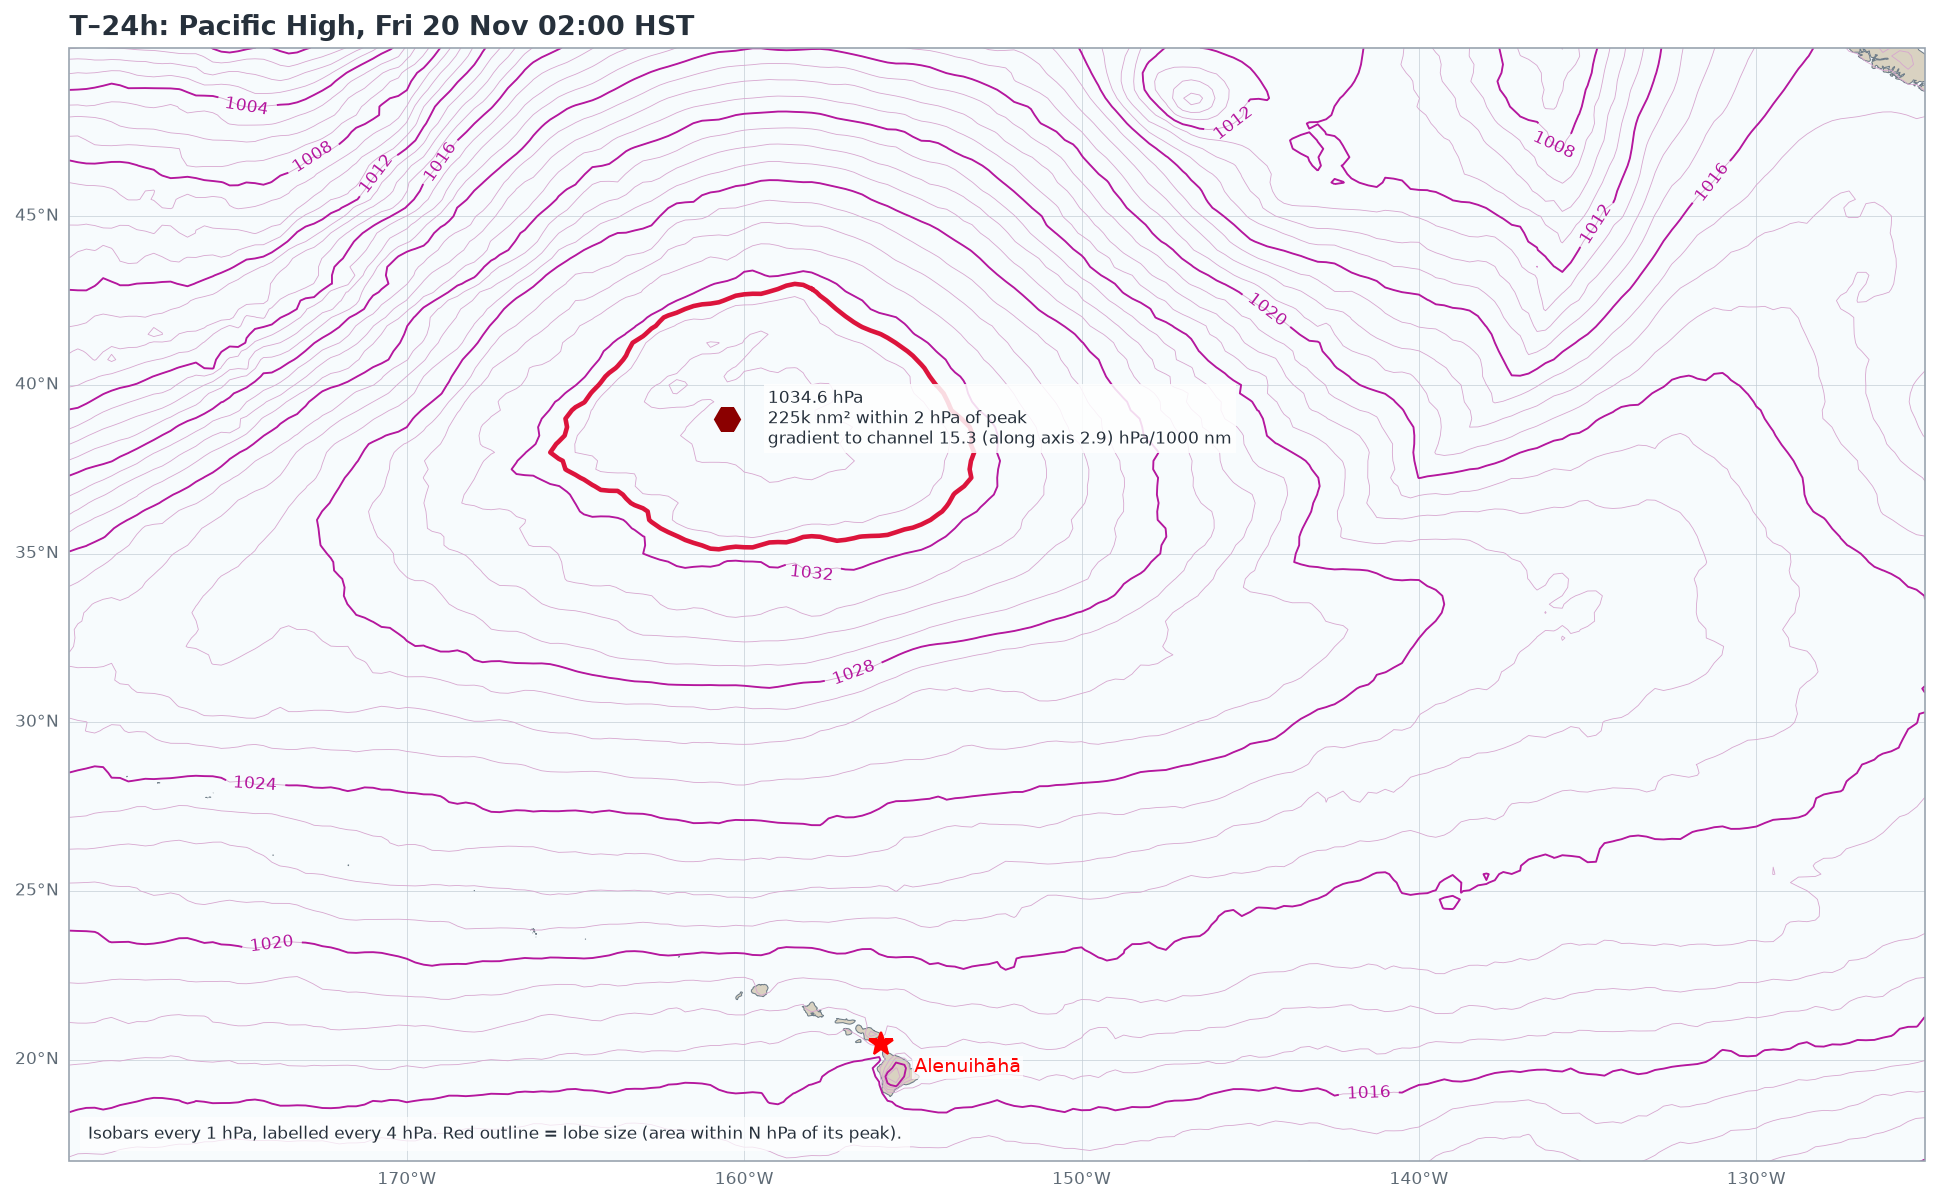 T–24h: Pacific High, Fri 20 Nov 02:00 HST
1004
1008
1012
1016
1012
1008
1016
1012
1020
45°N
40°N
1034.6 hPa
225k nm² within 2 hPa of peak
gradient to channel 15.3 (along axis 2.9) hPa/1000 nm
35°N
1032
1028
30°N
1024
25°N
1020
20°N
Alenuihāhā
1016
Isobars every 1 hPa, labelled every 4 hPa. Red outline = lobe size (area within N hPa of its peak).
170°W
160°W
150°W
140°W
130°W